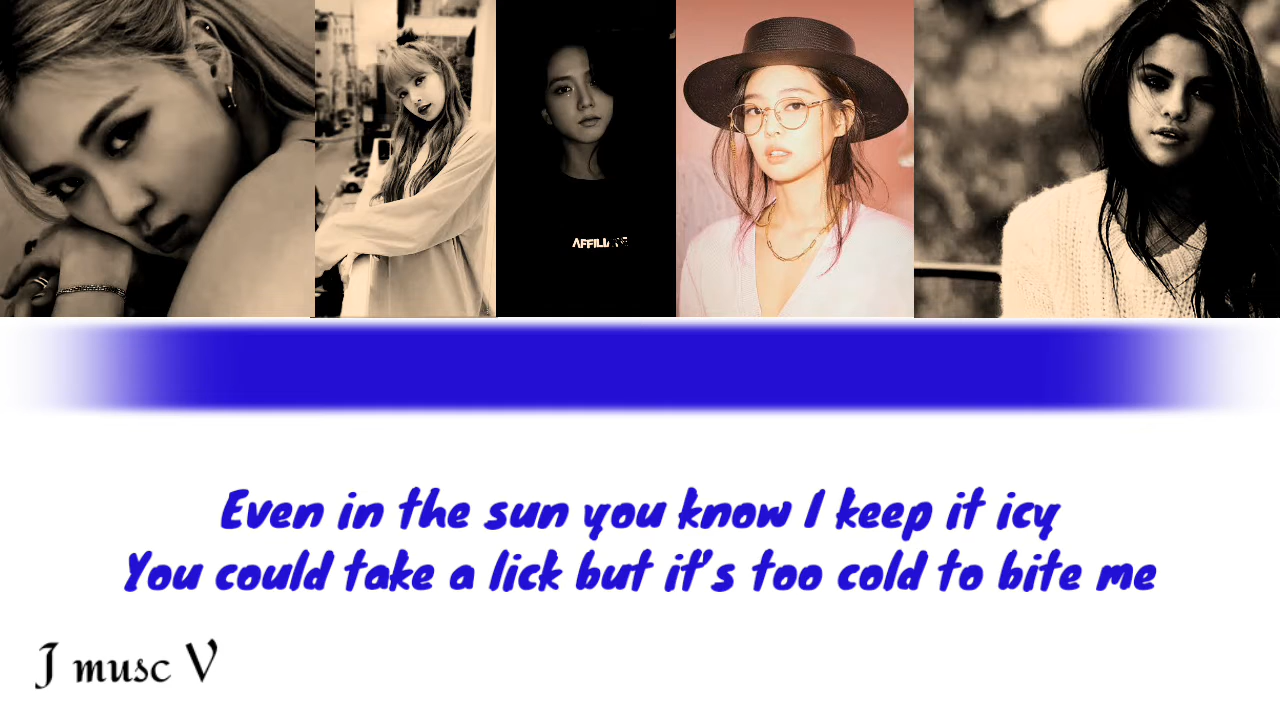 Even in the sun you know I keep it icy
You could take a lick but it's too cold to bite me
J musc V